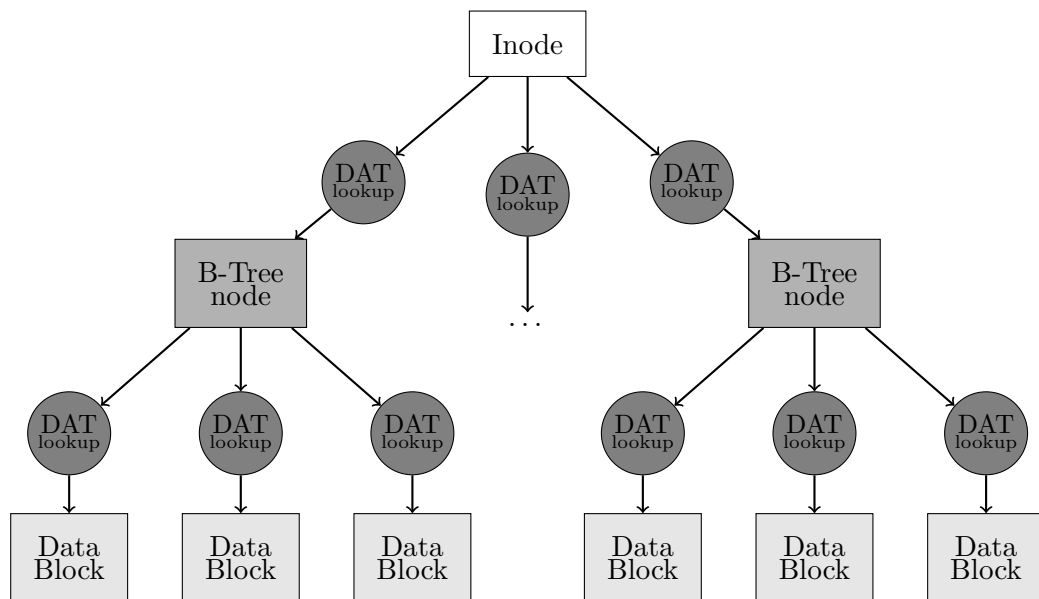 Inode
DAT
lookup
DAT
lookup
DAT
lookup
B-Tree
node
...
B-Tree
node
DAT
lookup
DAT
lookup
DAT
lookup
DAT
lookup
DAT
lookup
DAT
lookup
Data
Block
Data
Block
Data
Block
Data
Block
Data
Block
Data
Block